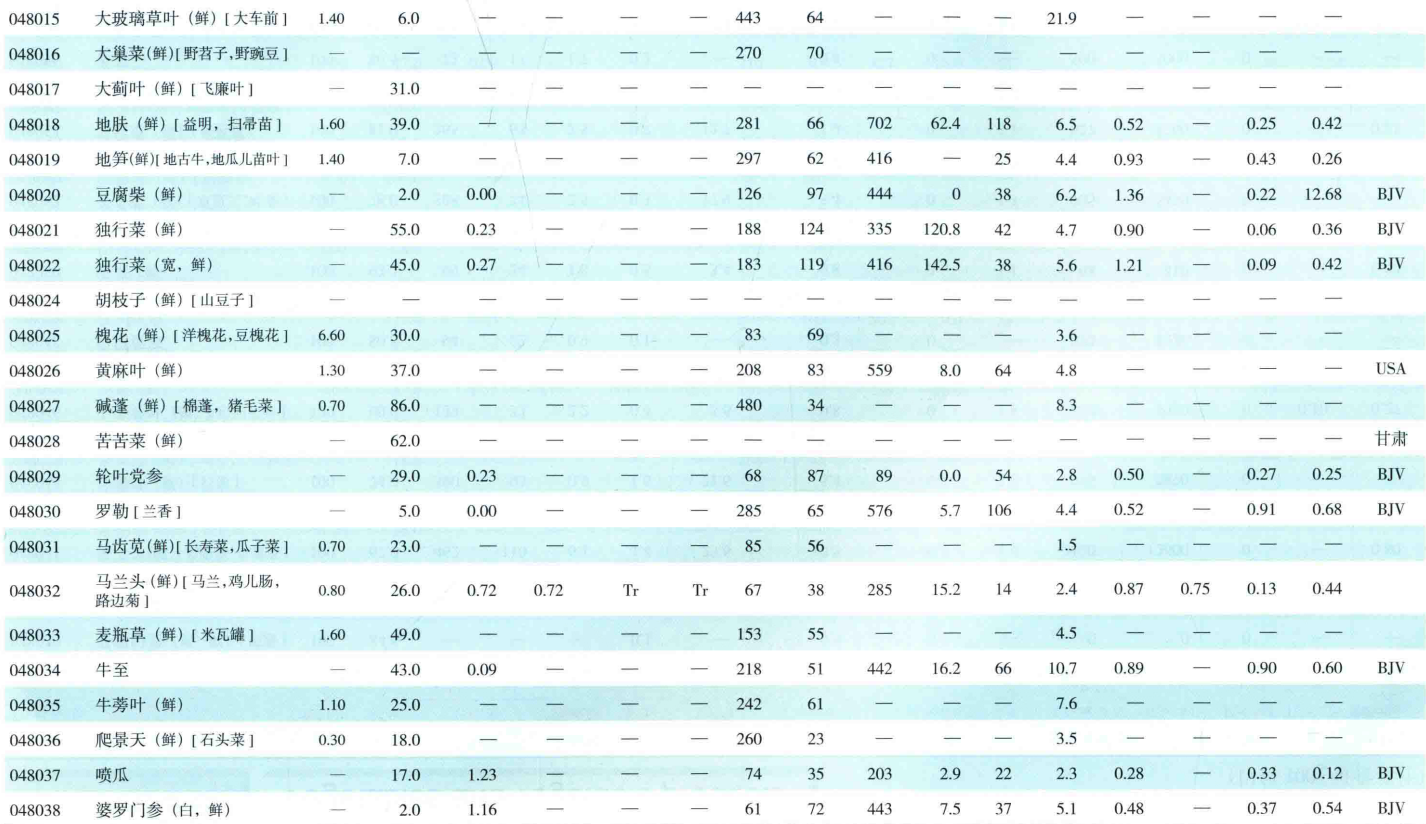 048015 大玻璃草叶（鲜）[ 大车前 ] 1.40 6.0 — — — — 443 64 — — — 21.9 — — — —
048016 大巢菜(鲜)[ 野苕子,野豌豆 ] — — — — — — 270 70 — — — — — — — —
048017 大蓟叶（鲜）[ 飞廉叶 ] — 31.0 — — — — — — — — — — — — — —
048018 地肤（鲜）[ 益明，扫帚苗 ] 1.60 39.0 — — — — 281 66 702 62.4 118 6.5 0.52 — 0.25 0.42
048019 地笋(鲜)[ 地古牛,地瓜儿苗叶 ] 1.40 7.0 — — — — 297 62 416 — 25 4.4 0.93 — 0.43 0.26
048020 豆腐柴（鲜） — 2.0 0.00 — — — 126 97 444 0 38 6.2 1.36 — 0.22 12.68 BJV
048021 独行菜（鲜） — 55.0 0.23 — — — 188 124 335 120.8 42 4.7 0.90 — 0.06 0.36 BJV
048022 独行菜（宽，鲜） — 45.0 0.27 — — — 183 119 416 142.5 38 5.6 1.21 — 0.09 0.42 BJV
048024 胡枝子（鲜）[ 山豆子 ] — — — — — — — — — — — — — — — —
048025 槐花（鲜）[ 洋槐花,豆槐花 ] 6.60 30.0 — — — — 83 69 — — — 3.6 — — — —
048026 黄麻叶（鲜） 1.30 37.0 — — — — 208 83 559 8.0 64 4.8 — — — — USA
048027 碱蓬（鲜）[ 棉蓬，猪毛菜 ] 0.70 86.0 — — — — 480 34 — — — 8.3 — — — —
048028 苦苦菜（鲜） — 62.0 — — — — — — — — — — — — — — 甘肃
048029 轮叶党参 — 29.0 0.23 — — — 68 87 89 0.0 54 2.8 0.50 — 0.27 0.25 BJV
048030 罗勒 [ 兰香 ] — 5.0 0.00 — — — 285 65 576 5.7 106 4.4 0.52 — 0.91 0.68 BJV
048031 马齿苋(鲜)[ 长寿菜,瓜子菜 ] 0.70 23.0 — — — — 85 56 — — — 1.5 — — — —
048032 马兰头（鲜）[ 马兰,鸡儿肠, 0.80 26.0 0.72 0.72 Tr Tr 67 38 285 15.2 14 2.4 0.87 0.75 0.13 0.44
路边菊 ]
048033 麦瓶草（鲜）[ 米瓦罐 ] 1.60 49.0 — — — — 153 55 — — — 4.5 — — — —
048034 牛至 — 43.0 0.09 — — — 218 51 442 16.2 66 10.7 0.89 — 0.90 0.60 BJV
048035 牛蒡叶（鲜） 1.10 25.0 — — — — 242 61 — — — 7.6 — — — —
048036 爬景天（鲜）[ 石头菜 ] 0.30 18.0 — — — — 260 23 — — — 3.5 — — — —
048037 喷瓜 — 17.0 1.23 — — — 74 35 203 2.9 22 2.3 0.28 — 0.33 0.12 BJV
048038 婆罗门参（白，鲜） — 2.0 1.16 — — — 61 72 443 7.5 37 5.1 0.48 — 0.37 0.54 BJV